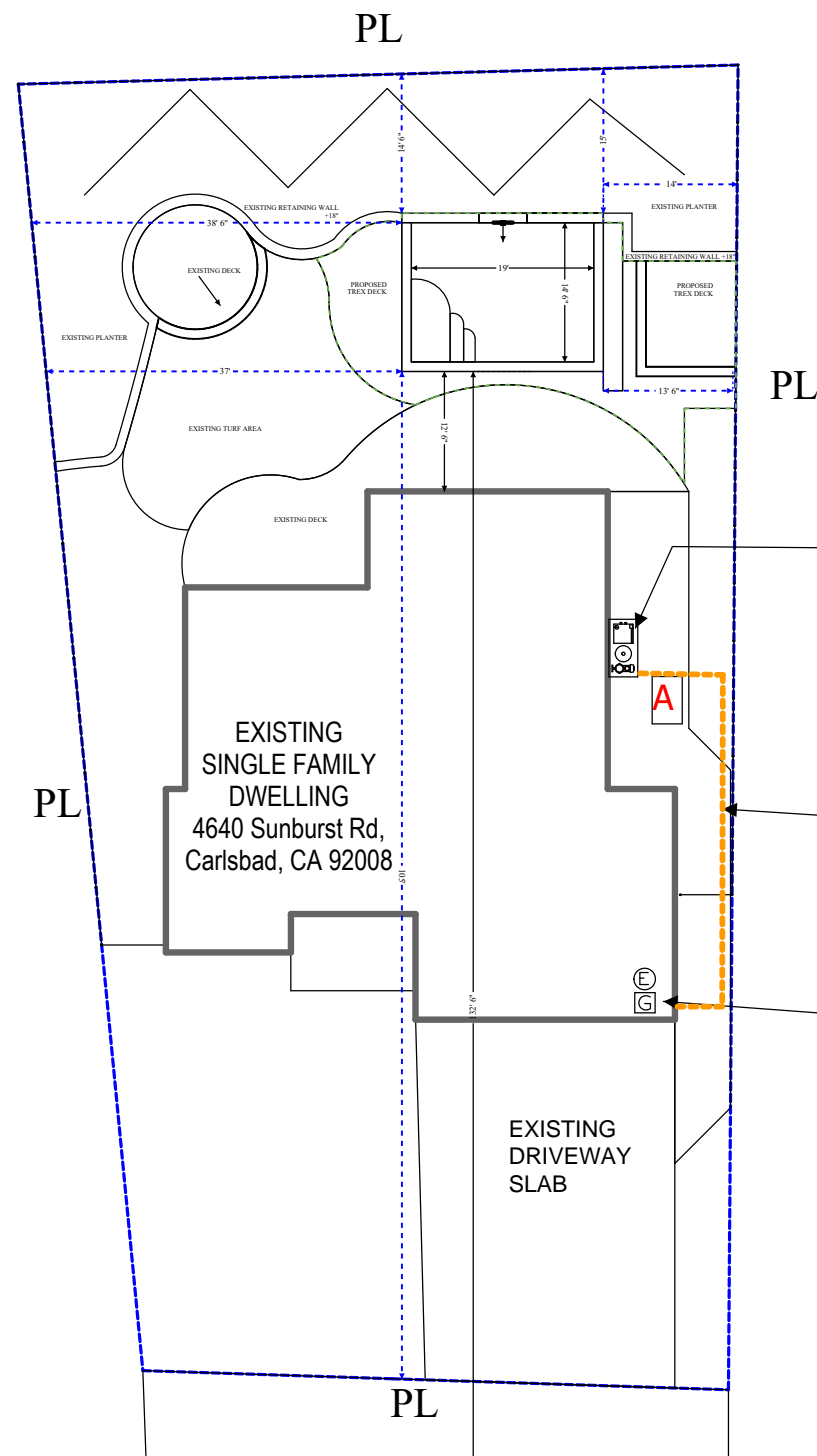 PL
14' 6"
15'
14'
EXISTING RETAINING WALL
+18"
EXISTING PLANTER
38' 6"
EXISTING RETAINING WALL +18"
EXISTING DECK
19'
PROPOSED
TREX DECK
14' 6"
PROPOSED
TREX DECK
EXISTING PLANTER
37'
PL
13' 6"
EXISTING TURF AREA
12' 6"
EXISTING DECK
A
EXISTING
SINGLE FAMILY
DWELLING
4640 Sunburst Rd,
Carlsbad, CA 92008
PL
105'
E
G
132' 6"
EXISTING
DRIVEWAY
SLAB
PL